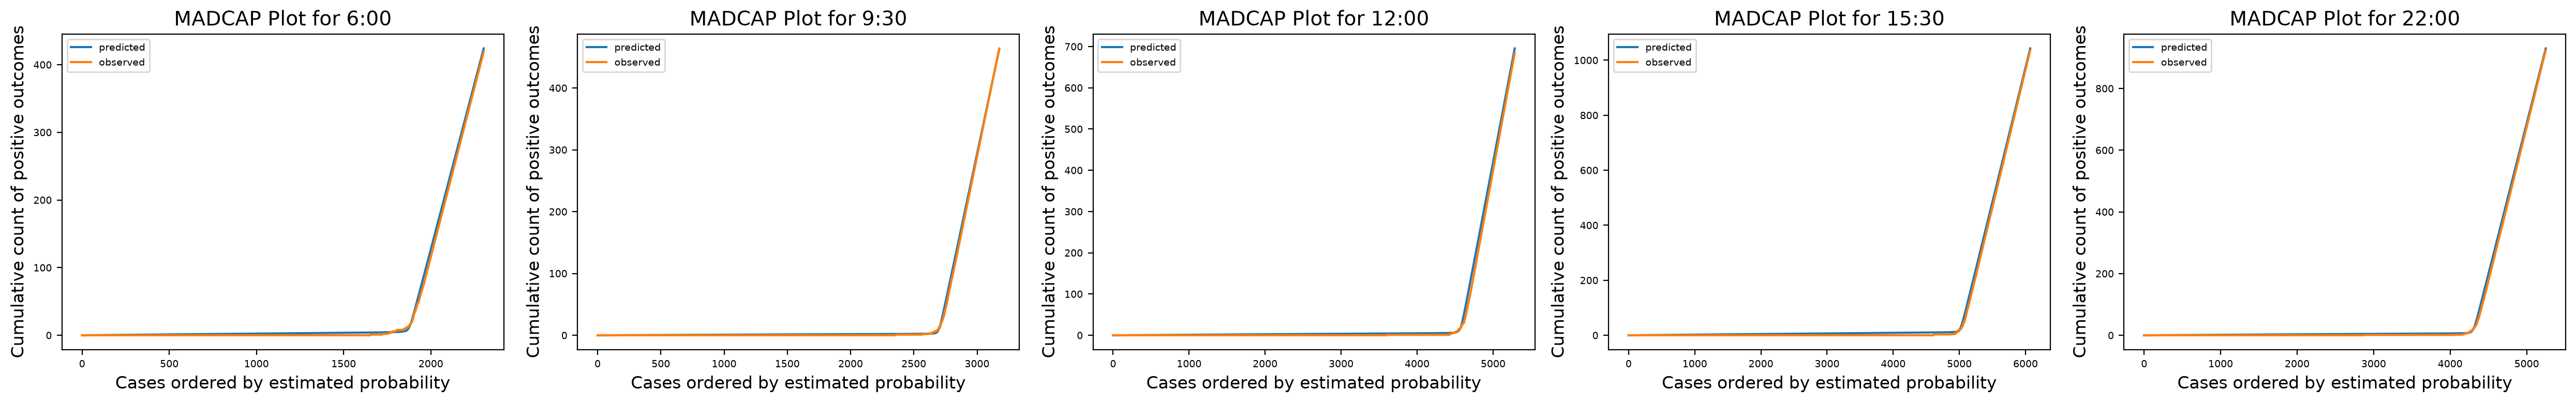 MADCAP Plot for 6:00
predicted
observed
Cumulative count of positive outcomes
400
300
200
100
0
0 500 1000 1500 2000
Cases ordered by estimated probability
MADCAP Plot for 9:30
predicted
observed
Cumulative count of positive outcomes
400
300
200
100
0
0 500 1000 1500 2000 2500 3000
Cases ordered by estimated probability
MADCAP Plot for 12:00
predicted
observed
Cumulative count of positive outcomes
700
600
500
400
300
200
100
0
0 1000 2000 3000 4000 5000
Cases ordered by estimated probability
MADCAP Plot for 15:30
predicted
observed
Cumulative count of positive outcomes
1000
800
600
400
200
0
0 1000 2000 3000 4000 5000 6000
Cases ordered by estimated probability
MADCAP Plot for 22:00
predicted
observed
Cumulative count of positive outcomes
800
600
400
200
0
0 1000 2000 3000 4000 5000
Cases ordered by estimated probability